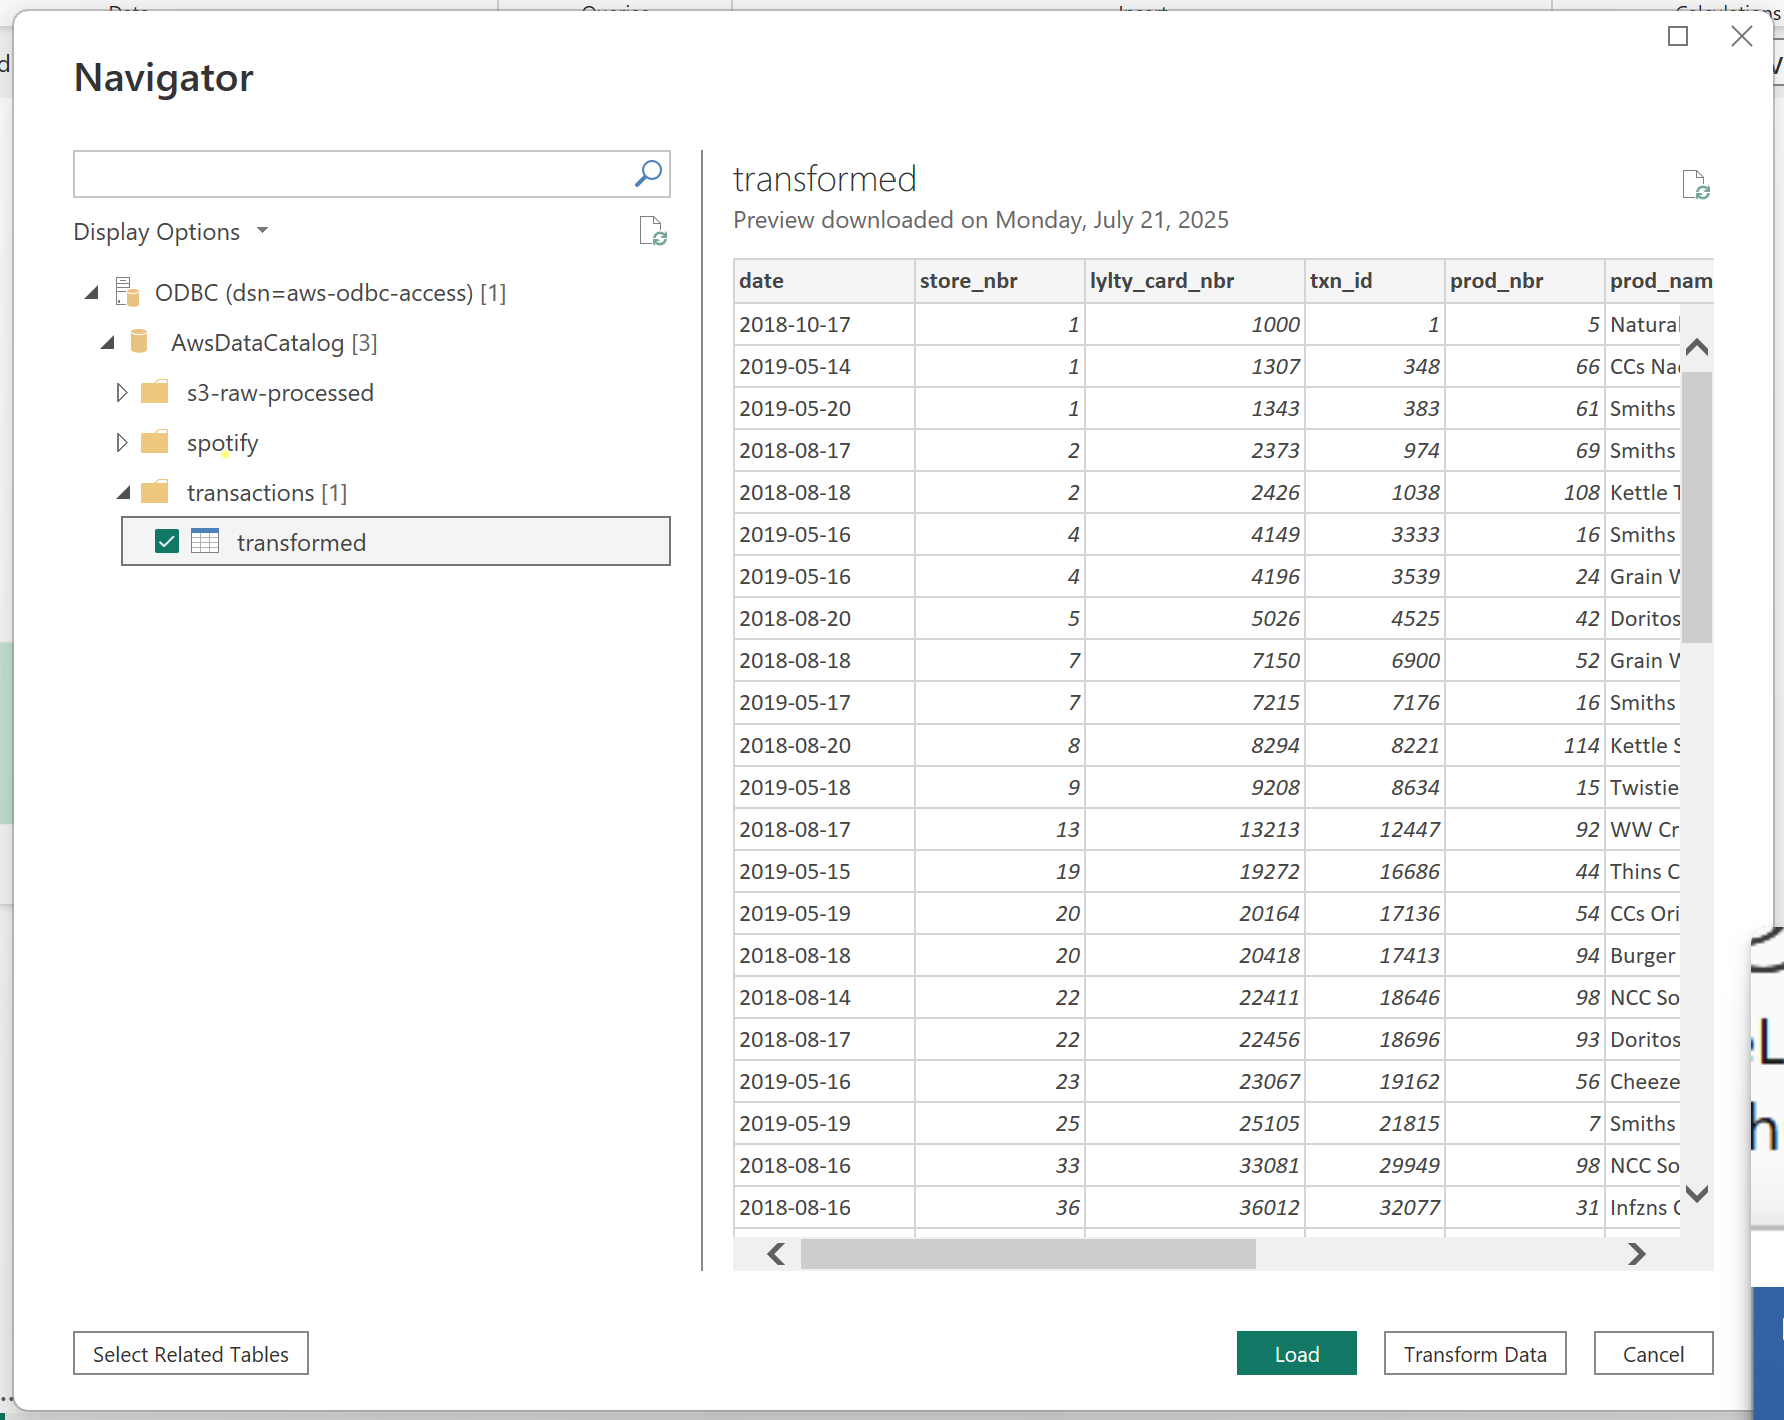 Navigator
Display Options
ODBC (dsn=aws-odbc-access) [1]
AwsDataCatalog [3]
s3-raw-processed
spotify
transactions [1]
transformed
transformed
Preview downloaded on Monday, July 21, 2025
date store_nbr lylty_card_nbr txn_id prod_nbr prod_nam
2018-10-17 1 1000 1 5 Natural
2019-05-14 1 1307 348 66 CCs Na
2019-05-20 1 1343 383 61 Smiths
2018-08-17 2 2373 974 69 Smiths
2018-08-18 2 2426 1038 108 Kettle T
2019-05-16 4 4149 3333 16 Smiths
2019-05-16 4 4196 3539 24 Grain W
2018-08-20 5 5026 4525 42 Doritos
2018-08-18 7 7150 6900 52 Grain W
2019-05-17 7 7215 7176 16 Smiths
2018-08-20 8 8294 8221 114 Kettle S
2019-05-18 9 9208 8634 15 Twistie
2018-08-17 13 13213 12447 92 WW Cr
2019-05-15 19 19272 16686 44 Thins C
2019-05-19 20 20164 17136 54 CCs Ori
2018-08-18 20 20418 17413 94 Burger
2018-08-14 22 22411 18646 98 NCC So
2018-08-17 22 22456 18696 93 Doritos
2019-05-16 23 23067 19162 56 Cheeze
2019-05-19 25 25105 21815 7 Smiths
2018-08-16 33 33081 29949 98 NCC So
2018-08-16 36 36012 32077 31 Infzns C
Select Related Tables
Load
Transform Data
Cancel